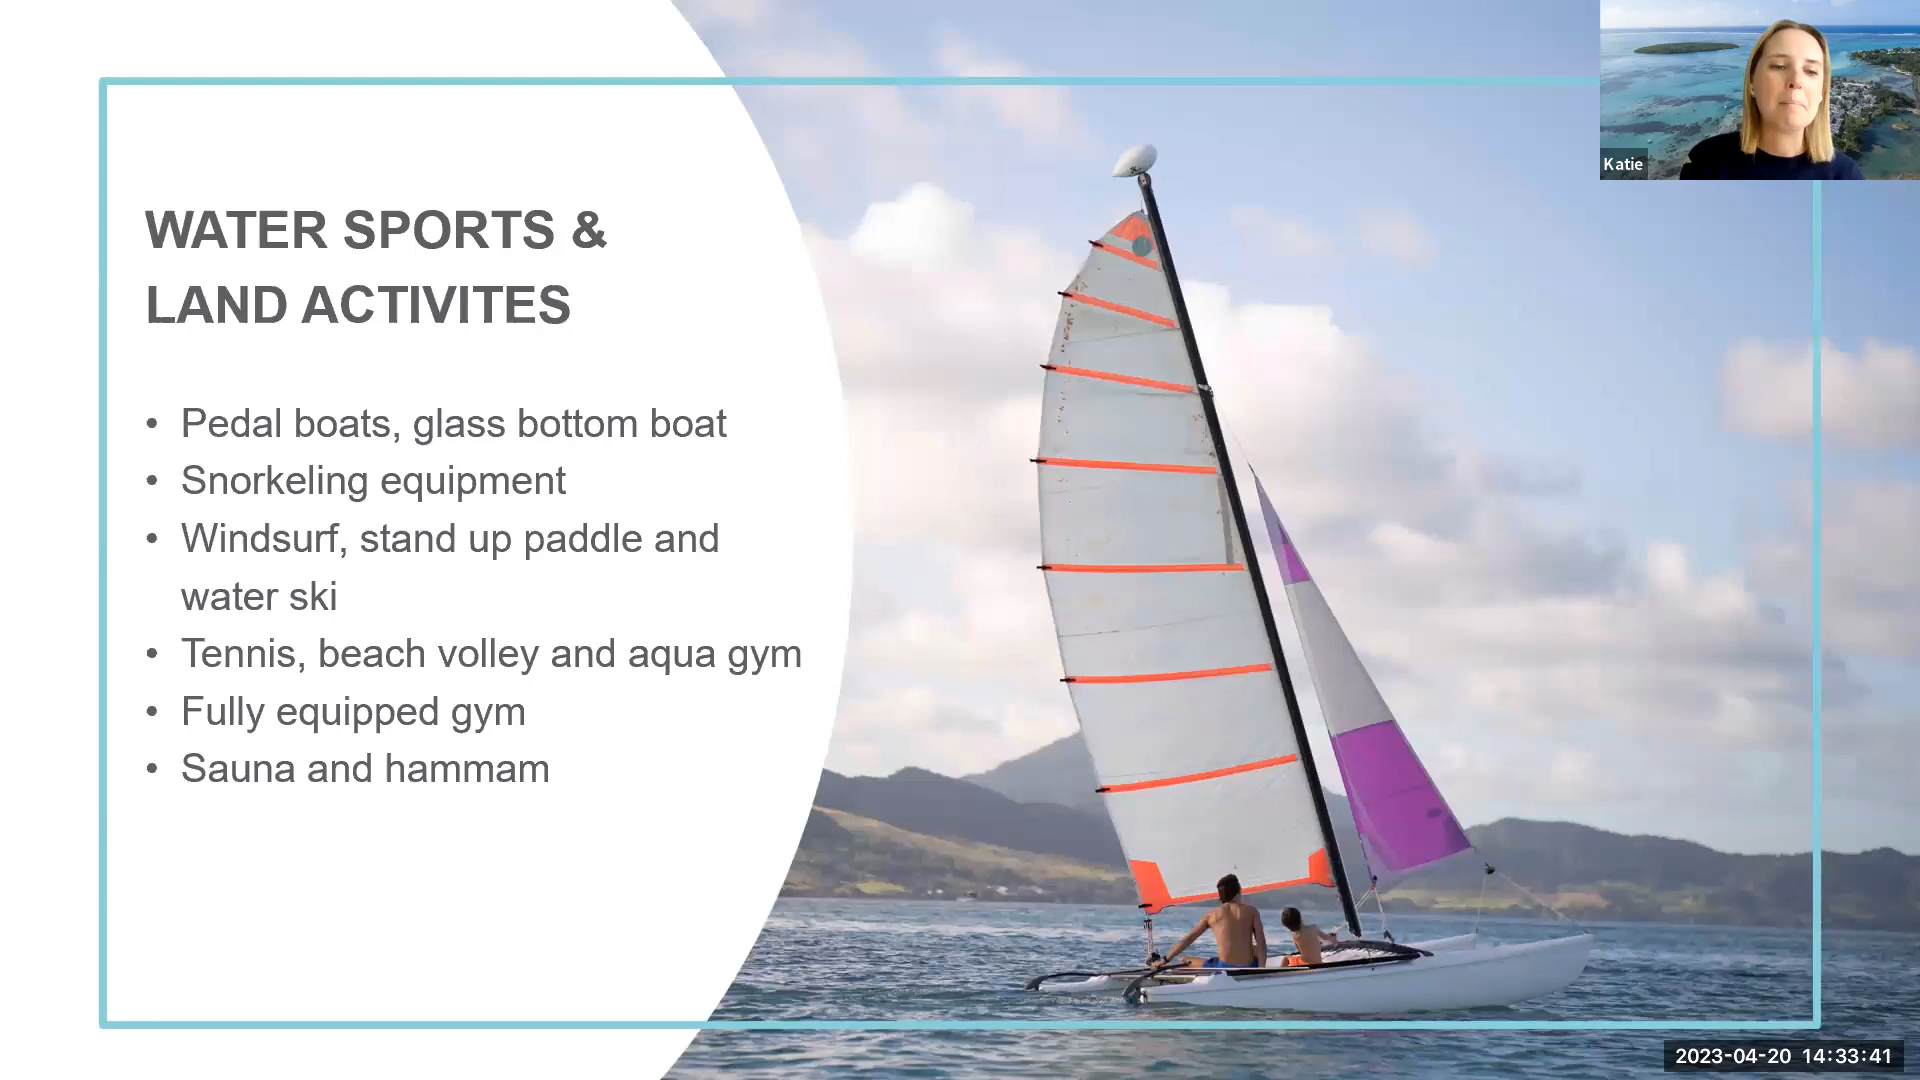 Katie
WATER SPORTS &
LAND ACTIVITES
• Pedal boats, glass bottom boat
• Snorkeling equipment
• Windsurf, stand up paddle and
water ski
• Tennis, beach volley and aqua gym
• Fully equipped gym
• Sauna and hammam
2023-04-20 14:33:41